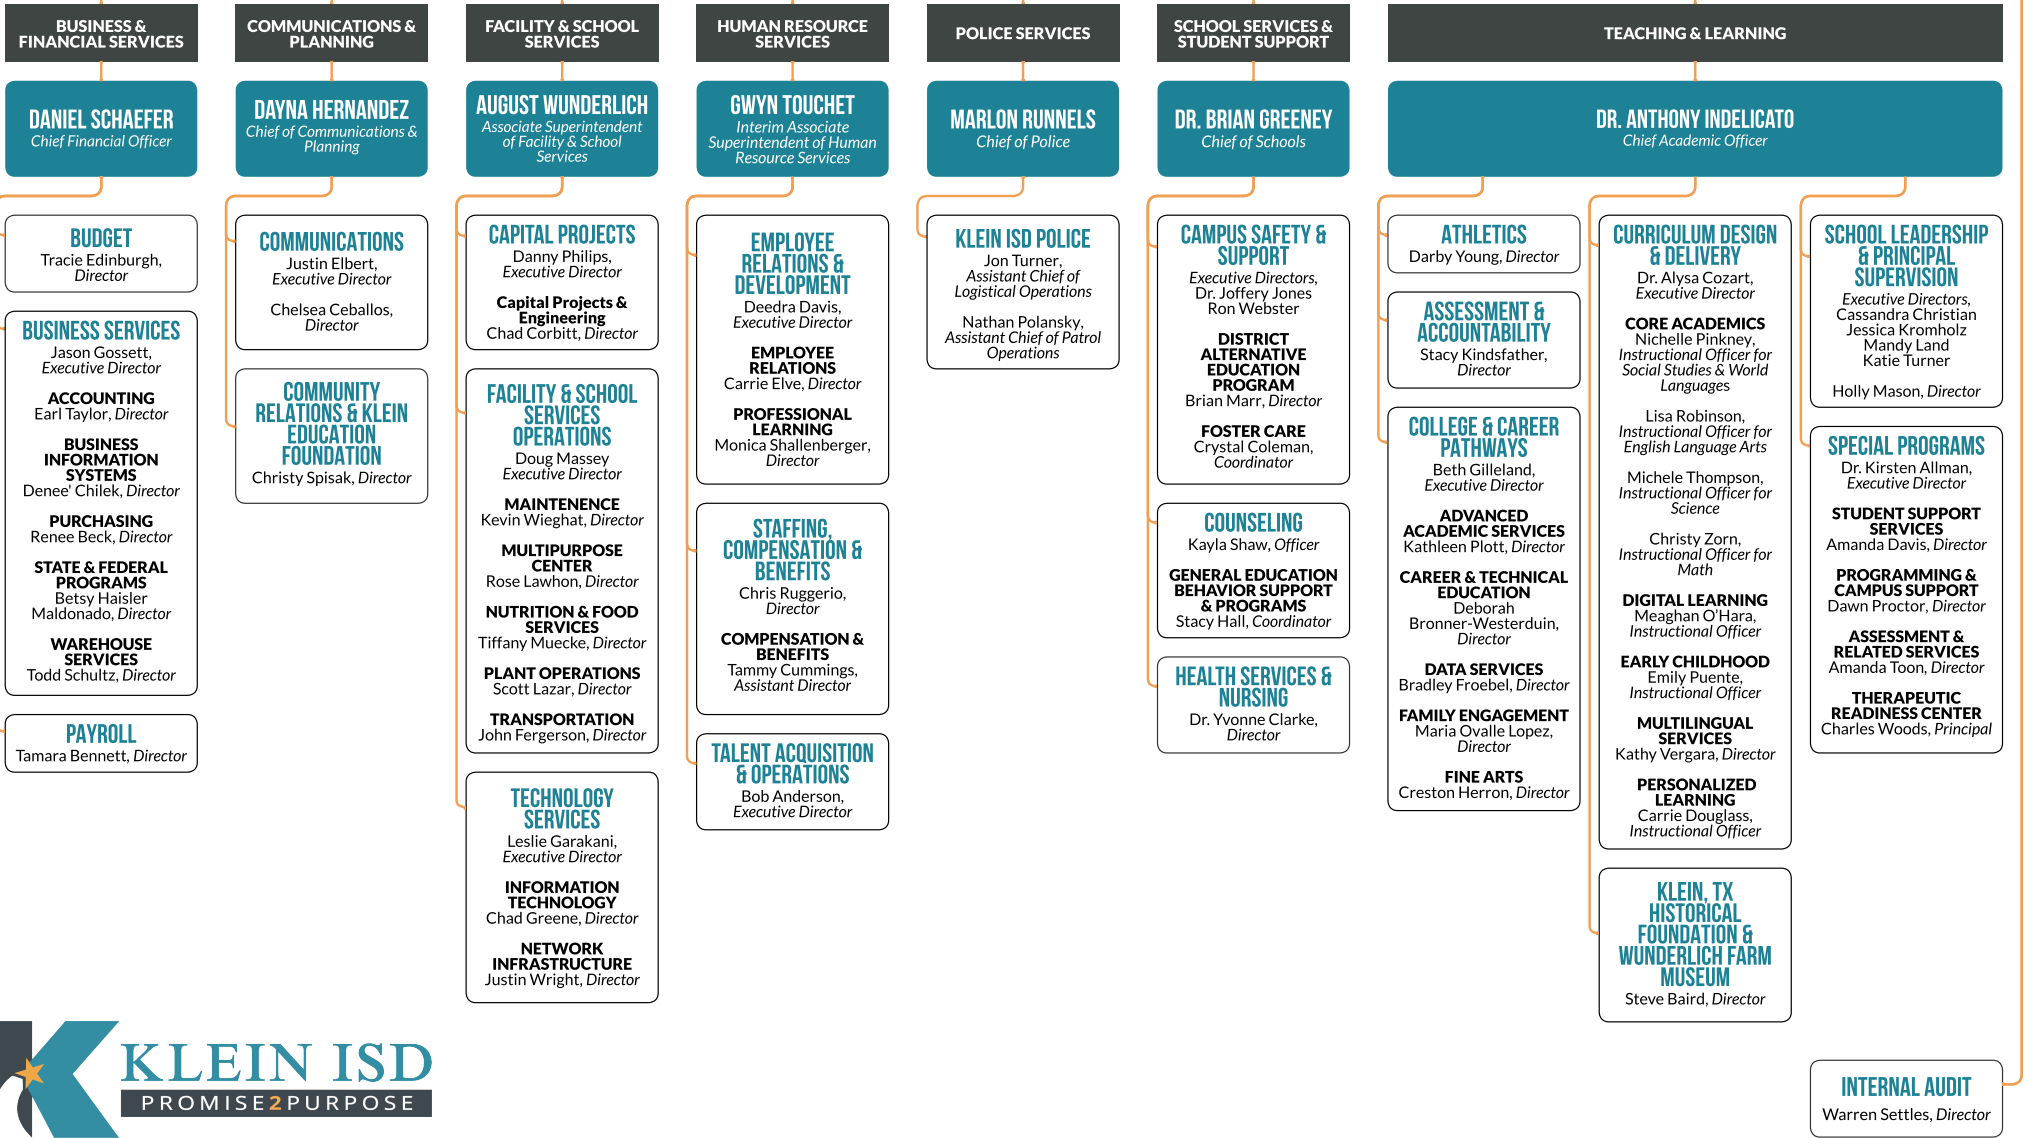 BUSINESS &
FINANCIAL SERVICES
DANIEL SCHAEFER
Chief Financial Officer
BUDGET
Tracie Edinburgh,
Director
BUSINESS SERVICES
Jason Gossett,
Executive Director
ACCOUNTING
Earl Taylor, Director
BUSINESS
INFORMATION
SYSTEMS
Denee' Chilek, Director
PURCHASING
Renee Beck, Director
STATE & FEDERAL
PROGRAMS
Betsy Haisler
Maldonado, Director
WAREHOUSE
SERVICES
Todd Schultz, Director
PAYROLL
Tamara Bennett, Director
COMMUNICATIONS &
PLANNING
DAYNA HERNANDEZ
Chief of Communications &
Planning
COMMUNICATIONS
Justin Elbert,
Executive Director
Chelsea Ceballos,
Director
COMMUNITY
RELATIONS & KLEIN
EDUCATION
FOUNDATION
Christy Spisak, Director
FACILITY & SCHOOL
SERVICES
AUGUST WUNDERLICH
Associate Superintendent
of Facility & School
Services
CAPITAL PROJECTS
Danny Philips,
Executive Director
Capital Projects &
Engineering
Chad Corbitt, Director
FACILITY & SCHOOL
SERVICES
OPERATIONS
Doug Massey
Executive Director
MAINTENENCE
Kevin Wieghat, Director
MULTIPURPOSE
CENTER
Rose Lawhon, Director
NUTRITION & FOOD
SERVICES
Tiffany Muecke, Director
PLANT OPERATIONS
Scott Lazar, Director
TRANSPORTATION
John Fergerson, Director
TECHNOLOGY
SERVICES
Leslie Garakani,
Executive Director
INFORMATION
TECHNOLOGY
Chad Greene, Director
NETWORK
INFRASTRUCTURE
Justin Wright, Director
HUMAN RESOURCE
SERVICES
GWYN TOUCHET
Interim Associate
Superintendent of Human
Resource Services
EMPLOYEE
RELATIONS &
DEVELOPMENT
Deedra Davis,
Executive Director
EMPLOYEE
RELATIONS
Carrie Elve, Director
PROFESSIONAL
LEARNING
Monica Shallenberger,
Director
STAFFING,
COMPENSATION &
BENEFITS
Chris Ruggerio,
Director
COMPENSATION &
BENEFITS
Tammy Cummings,
Assistant Director
TALENT ACQUISITION
& OPERATIONS
Bob Anderson,
Executive Director
POLICE SERVICES
MARLON RUNNELS
Chief of Police
KLEIN ISD POLICE
Jon Turner,
Assistant Chief of
Logistical Operations
Nathan Polansky,
Assistant Chief of Patrol
Operations
SCHOOL SERVICES &
STUDENT SUPPORT
DR. BRIAN GREENEY
Chief of Schools
CAMPUS SAFETY &
SUPPORT
Executive Directors,
Dr. Joffery Jones
Ron Webster
DISTRICT
ALTERNATIVE
EDUCATION
PROGRAM
Brian Marr, Director
FOSTER CARE
Crystal Coleman,
Coordinator
COUNSELING
Kayla Shaw, Officer
GENERAL EDUCATION
BEHAVIOR SUPPORT
& PROGRAMS
Stacy Hall, Coordinator
HEALTH SERVICES &
NURSING
Dr. Yvonne Clarke,
Director
TEACHING & LEARNING
DR. ANTHONY INDELICATO
Chief Academic Officer
ATHLETICS
Darby Young, Director
ASSESSMENT &
ACCOUNTABILITY
Stacy Kindsfather,
Director
COLLEGE & CAREER
PATHWAYS
Beth Gilleland,
Executive Director
ADVANCED
ACADEMIC SERVICES
Kathleen Plott, Director
CAREER & TECHNICAL
EDUCATION
Deborah
Bronner-Westerduin,
Director
DATA SERVICES
Bradley Froebel, Director
FAMILY ENGAGEMENT
Maria Ovalle Lopez,
Director
FINE ARTS
Creston Herron, Director
CURRICULUM DESIGN
& DELIVERY
Dr. Alysa Cozart,
Executive Director
CORE ACADEMICS
Nichelle Pinkney,
Instructional Officer for
Social Studies & World
Languages
Lisa Robinson,
Instructional Officer for
English Language Arts
Michele Thompson,
Instructional Officer for
Science
Christy Zorn,
Instructional Officer for
Math
DIGITAL LEARNING
Meaghan O'Hara,
Instructional Officer
EARLY CHILDHOOD
Emily Puente,
Instructional Officer
MULTILINGUAL
SERVICES
Kathy Vergara, Director
PERSONALIZED
LEARNING
Carrie Douglass,
Instructional Officer
KLEIN, TX
HISTORICAL
FOUNDATION &
WUNDERLICH FARM
MUSEUM
Steve Baird, Director
SCHOOL LEADERSHIP
& PRINCIPAL
SUPERVISION
Executive Directors,
Cassandra Christian
Jessica Kromholz
Mandy Land
Katie Turner
Holly Mason, Director
SPECIAL PROGRAMS
Dr. Kirsten Allman,
Executive Director
STUDENT SUPPORT
SERVICES
Amanda Davis, Director
PROGRAMMING &
CAMPUS SUPPORT
Dawn Proctor, Director
ASSESSMENT &
RELATED SERVICES
Amanda Toon, Director
THERAPEUTIC
READINESS CENTER
Charles Woods, Principal
INTERNAL AUDIT
Warren Settles, Director
KLEIN ISD
PROMISE2PURPOSE